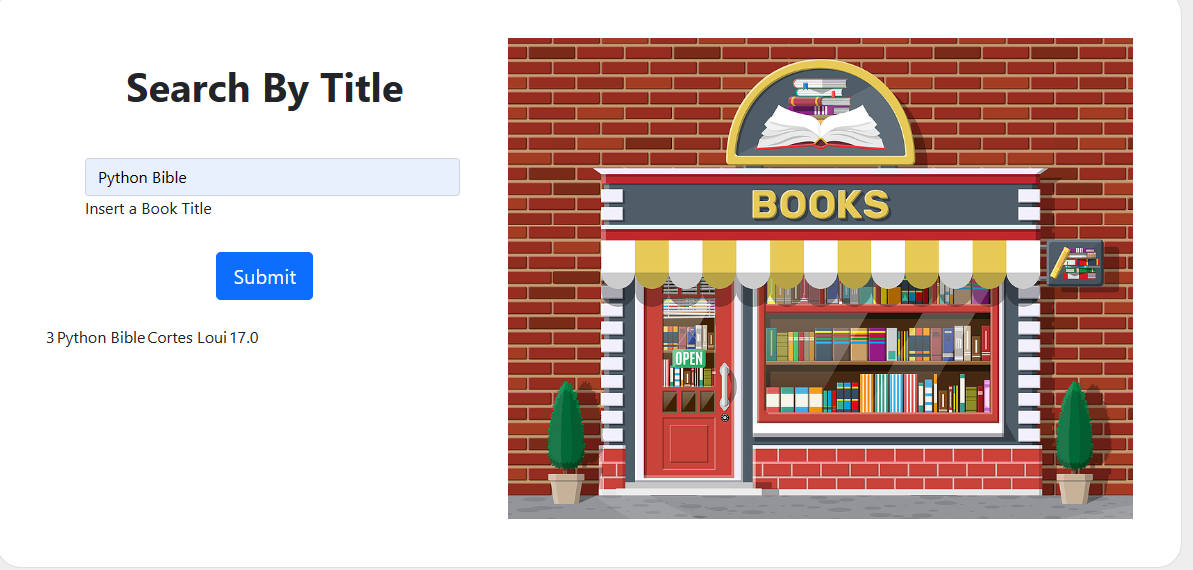 Search By Title
Python Bible
Insert a Book Title
Submit
3 Python Bible Cortes Loui 17.0
BOOKS
OPEN